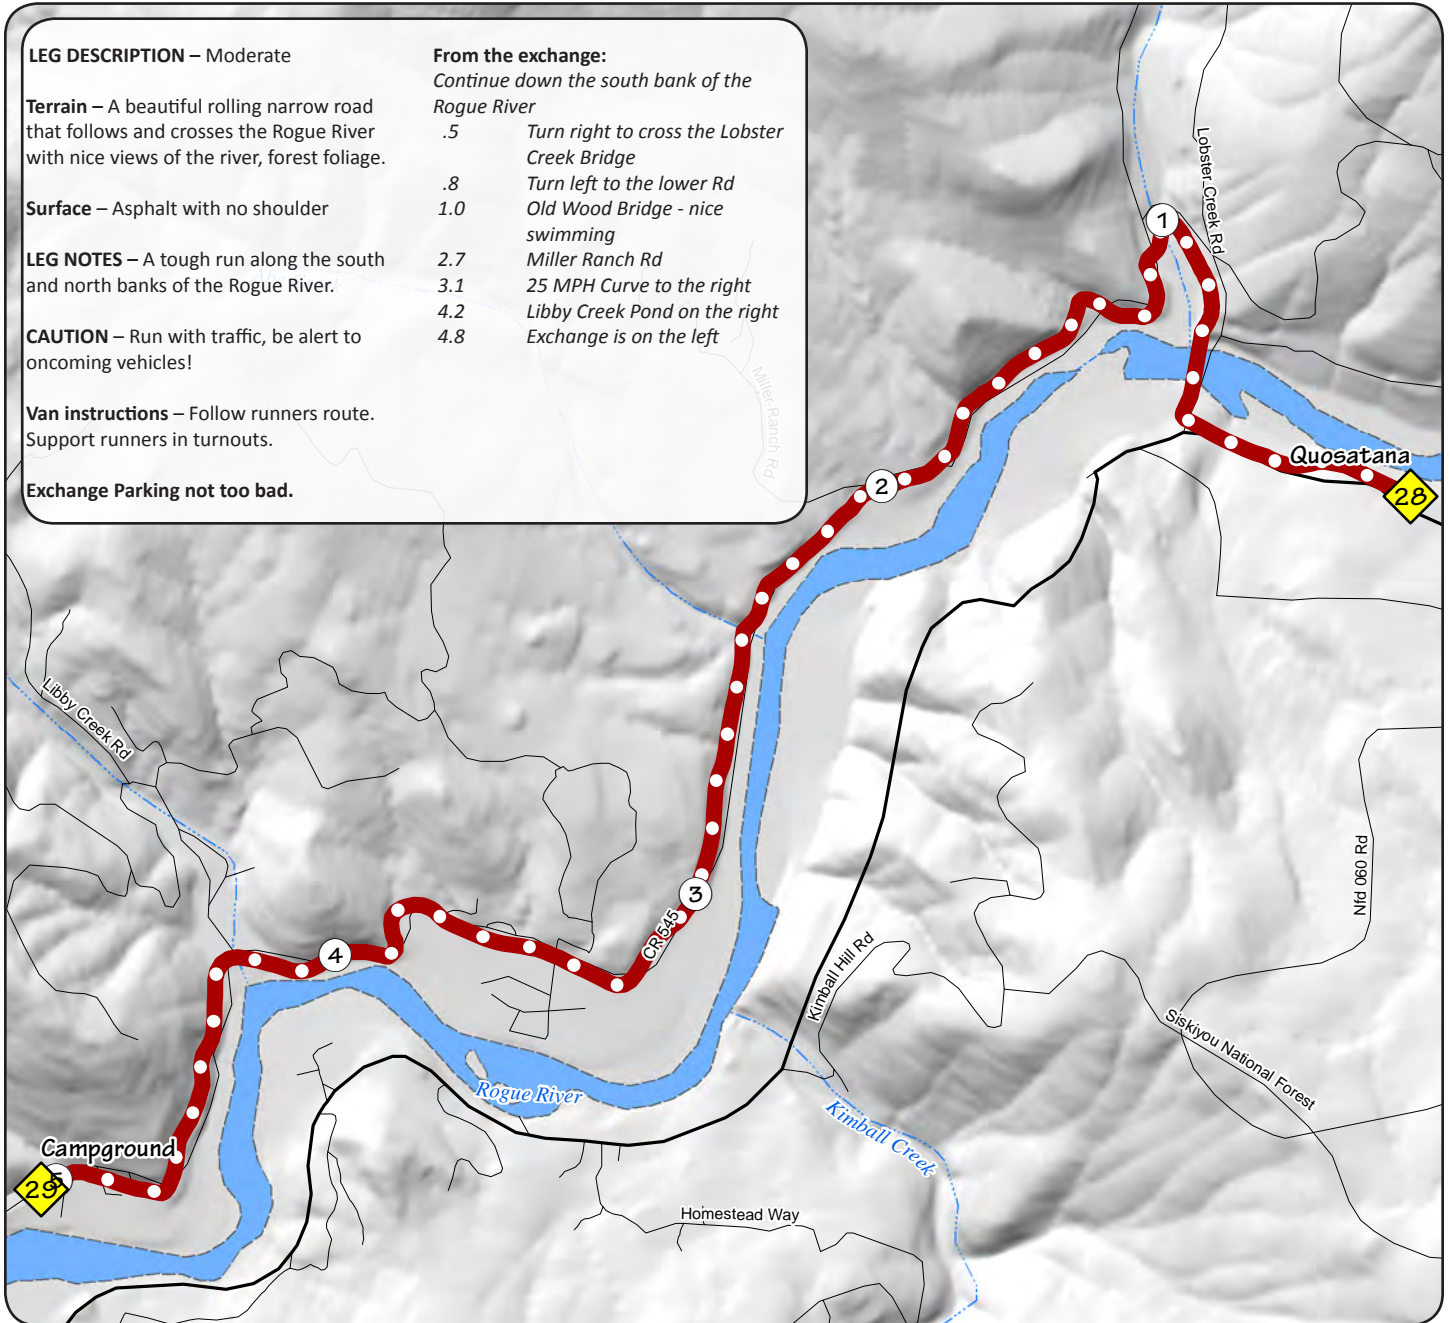 LEG DESCRIPTION – Moderate
Terrain – A beautiful rolling narrow road
that follows and crosses the Rogue River
with nice views of the river, forest foliage.
Surface – Asphalt with no shoulder
LEG NOTES – A tough run along the south
and north banks of the Rogue River.
CAUTION – Run with traffic, be alert to
oncoming vehicles!
Van instructions – Follow runners route.
Support runners in turnouts.
Exchange Parking not too bad.
From the exchange:
Continue down the south bank of the
Rogue River
.5 Turn right to cross the Lobster
Creek Bridge
.8 Turn left to the lower Rd
1.0 Old Wood Bridge - nice
swimming
2.7 Miller Ranch Rd
3.1 25 MPH Curve to the right
4.2 Libby Creek Pond on the right
4.8 Exchange is on the left
Lobster Creek Rd
1
Miller Ranch Rd
Quosatana
28
2
Libby Creek Rd
Nfd 060 Rd
3
CR 545
4
Kimball Hill Rd
Siskiyou National Forest
Rogue River
Kimball Creek
Campground
29
5
Homestead Way